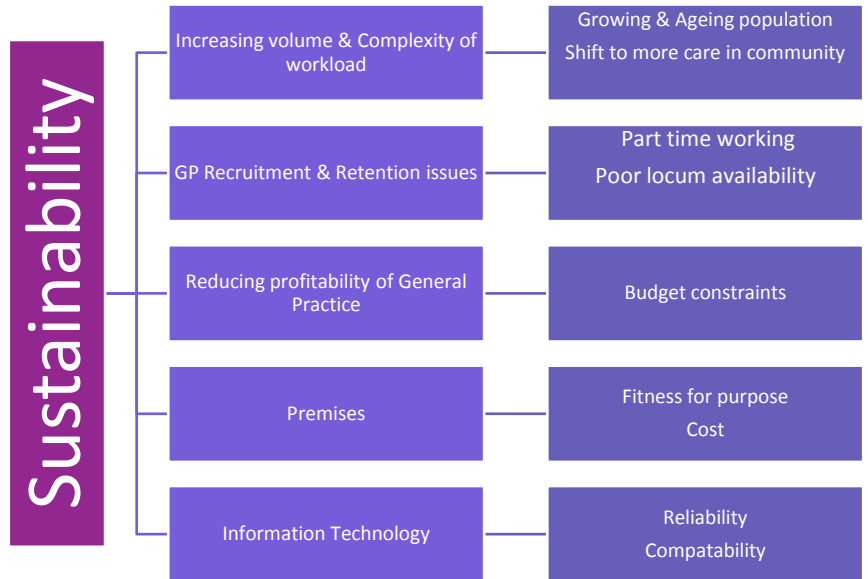 Sustainability
Increasing volume & Complexity of
workload
Growing & Ageing population
Shift to more care in community
GP Recruitment & Retention issues
Part time working
Poor locum availability
Reducing profitability of General
Practice
Budget constraints
Premises
Fitness for purpose
Cost
Information Technology
Reliability
Compatability